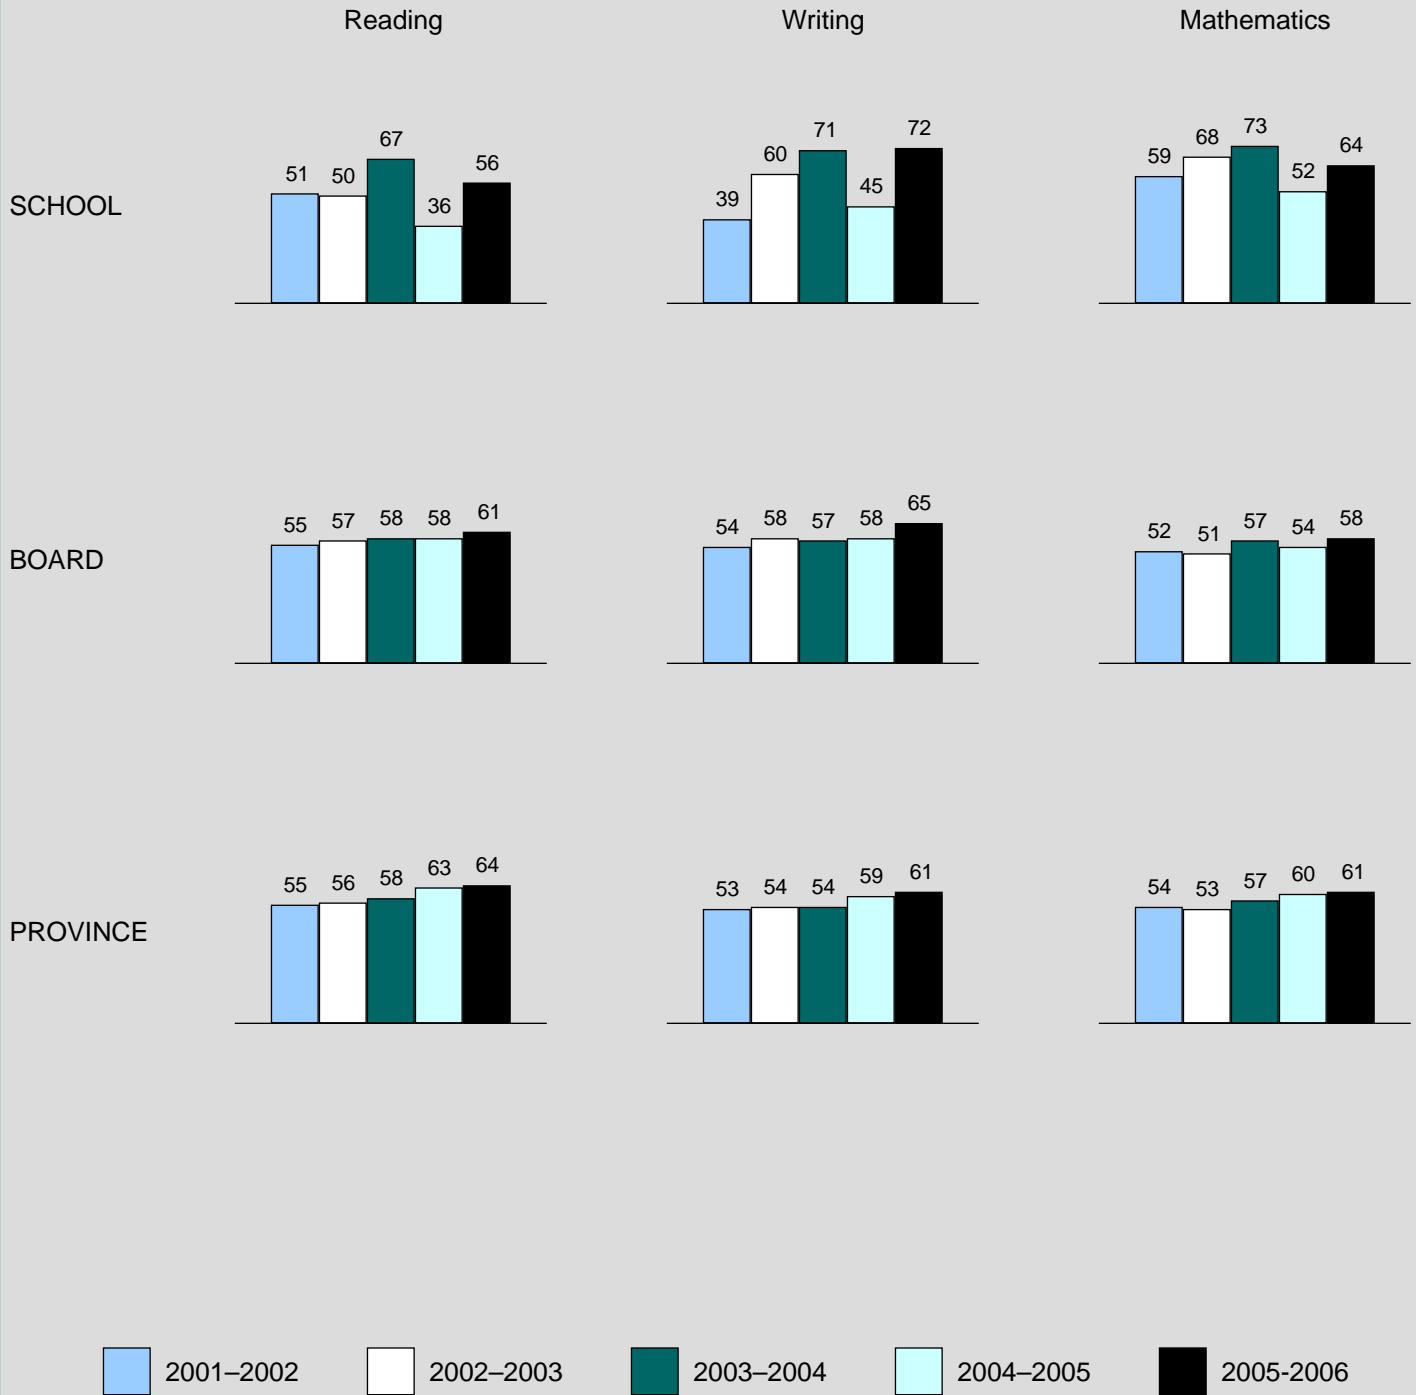 Reading Writing Mathematics
SCHOOL
51 50 67 36 56
39 60 71 45 72
59 68 73 52 64
BOARD
55 57 58 58 61
54 58 57 58 65
52 51 57 54 58
PROVINCE
55 56 58 63 64
53 54 54 59 61
54 53 57 60 61
2001–2002 2002–2003 2003–2004 2004–2005 2005-2006